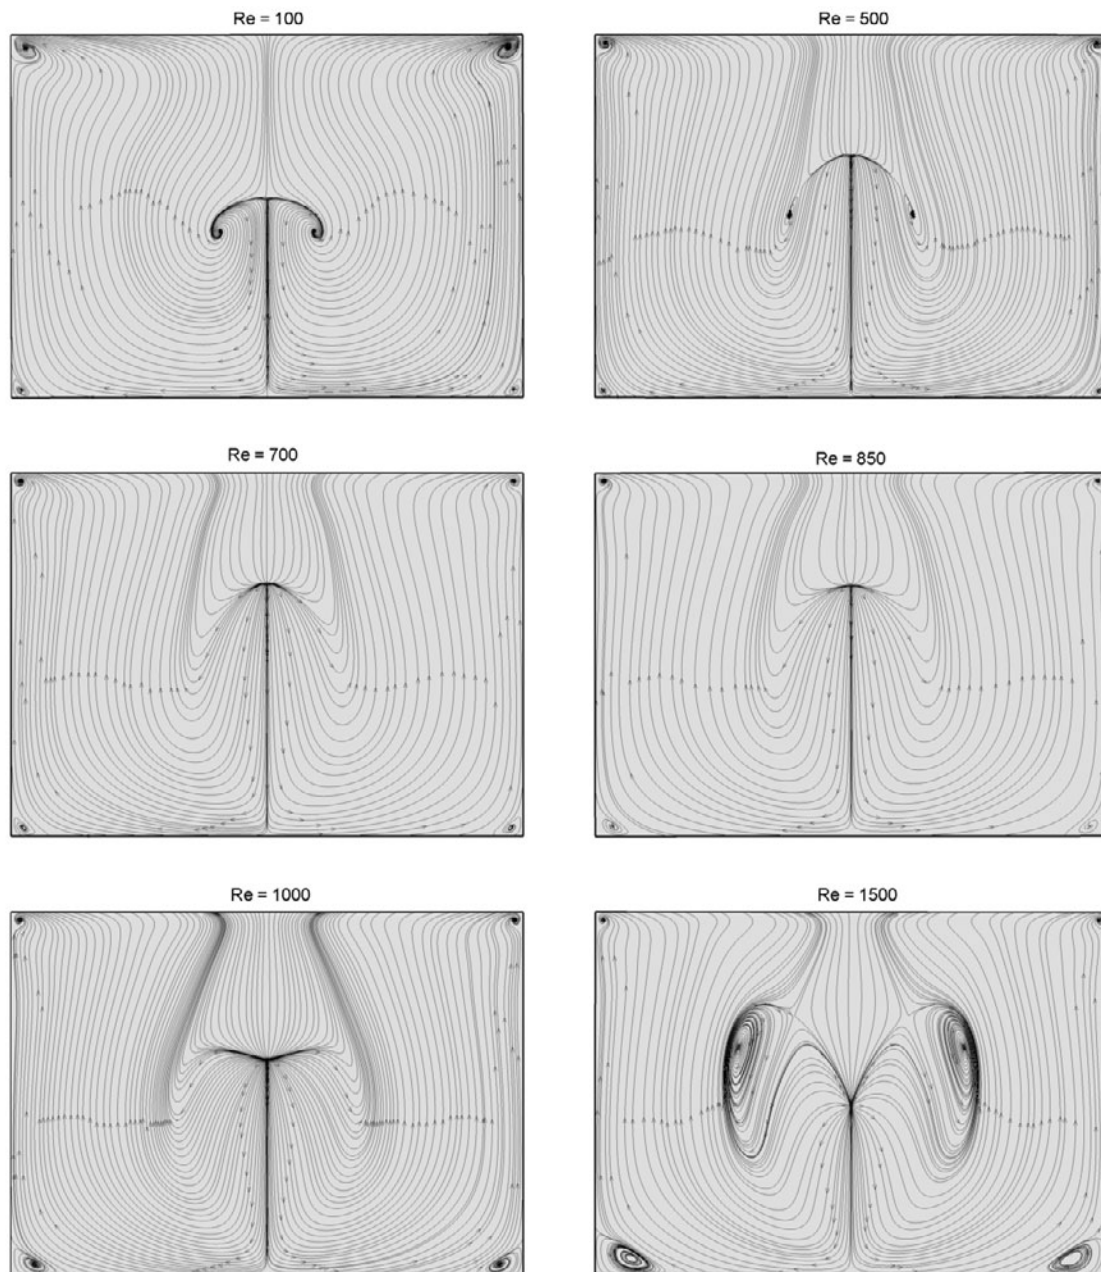 Re = 100
Re = 500
Re = 700
Re = 850
Re = 1000
Re = 1500